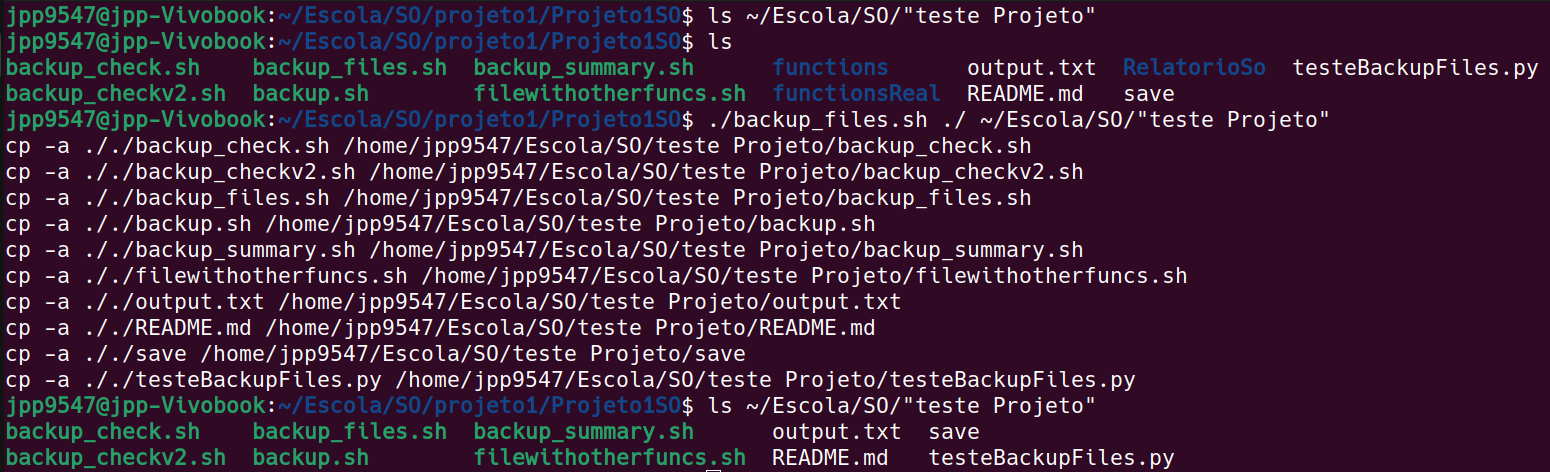 jpp9547@jpp-Vivobook:~/Escola/SO/projeto1/Projeto1SO$ ls ~/Escola/SO/"teste Projeto"
jpp9547@jpp-Vivobook:~/Escola/SO/projeto1/Projeto1SO$ ls
backup_check.sh    backup_files.sh  backup_summary.sh      functions      output.txt  RelatorioSo  testeBackupFiles.py
backup_checkv2.sh  backup.sh        filewithotherfuncs.sh  functionsReal  README.md   save
jpp9547@jpp-Vivobook:~/Escola/SO/projeto1/Projeto1SO$ ./backup_files.sh ./ ~/Escola/SO/"teste Projeto"
cp -a ././backup_check.sh /home/jpp9547/Escola/SO/teste Projeto/backup_check.sh
cp -a ././backup_checkv2.sh /home/jpp9547/Escola/SO/teste Projeto/backup_checkv2.sh
cp -a ././backup_files.sh /home/jpp9547/Escola/SO/teste Projeto/backup_files.sh
cp -a ././backup.sh /home/jpp9547/Escola/SO/teste Projeto/backup.sh
cp -a ././backup_summary.sh /home/jpp9547/Escola/SO/teste Projeto/backup_summary.sh
cp -a ././filewithotherfuncs.sh /home/jpp9547/Escola/SO/teste Projeto/filewithotherfuncs.sh
cp -a ././output.txt /home/jpp9547/Escola/SO/teste Projeto/output.txt
cp -a ././README.md /home/jpp9547/Escola/SO/teste Projeto/README.md
cp -a ././save /home/jpp9547/Escola/SO/teste Projeto/save
cp -a ././testeBackupFiles.py /home/jpp9547/Escola/SO/teste Projeto/testeBackupFiles.py
jpp9547@jpp-Vivobook:~/Escola/SO/projeto1/Projeto1SO$ ls ~/Escola/SO/"teste Projeto"
backup_check.sh    backup_files.sh  backup_summary.sh      output.txt  save
backup_checkv2.sh  backup.sh        filewithotherfuncs.sh  README.md   testeBackupFiles.py